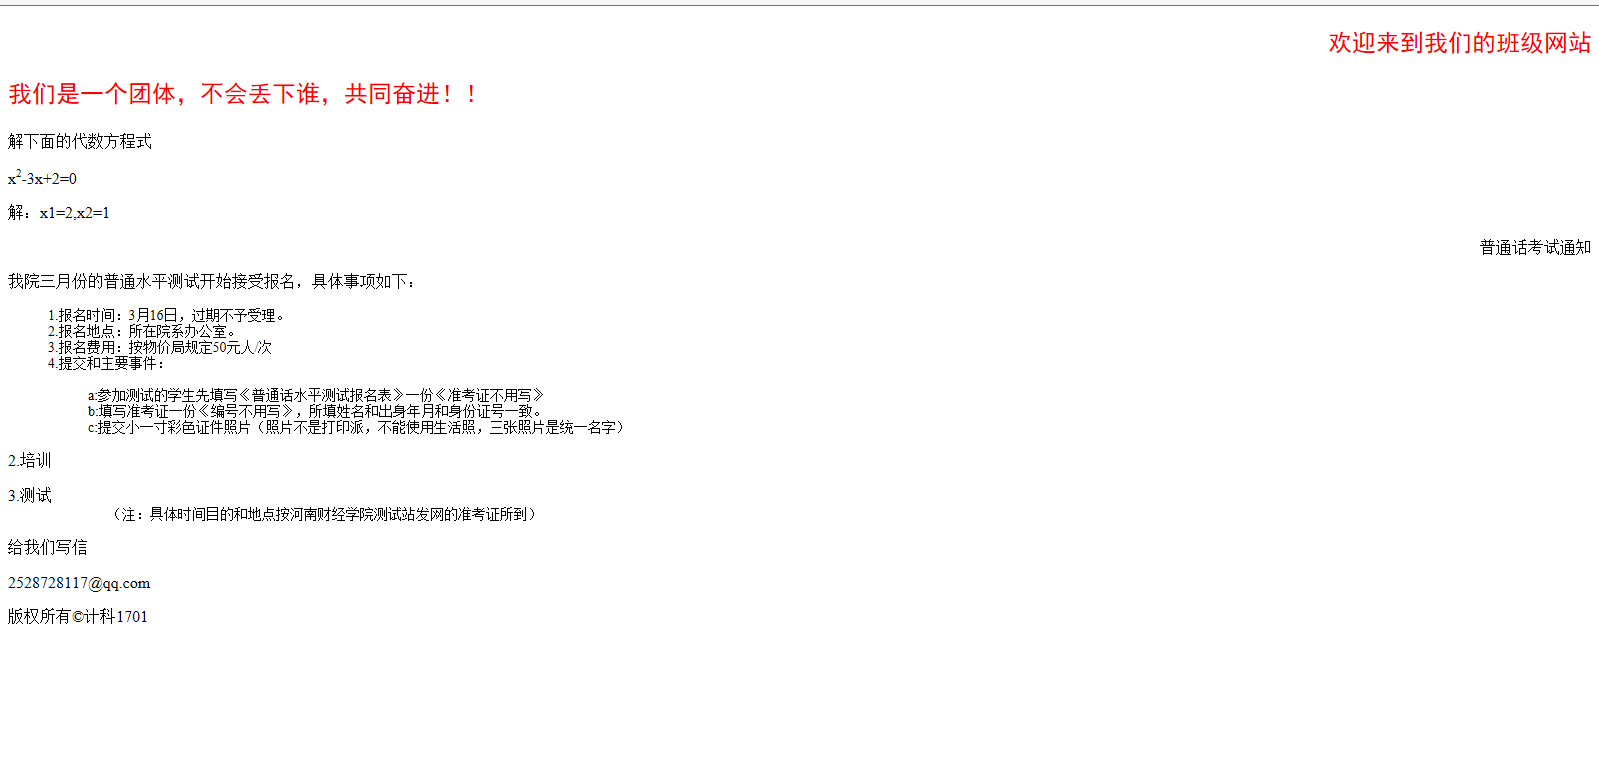 欢迎来到我们的班级网站
我们是一个团体，不会丢下谁，共同奋进！！
解下面的代数方程式
x²-3x+2=0
解：x1=2,x2=1
普通话考试通知
我院三月份的普通水平测试开始接受报名，具体事项如下：
1.报名时间：3月16日，过期不予受理。
2.报名地点：所在院系办公室。
3.报名费用：按物价局规定50元人/次
4.提交和主要事件：
a:参加测试的学生先填写《普通话水平测试报名表》一份《准考证不用写》
b:填写准考证一份《编号不用写》，所填姓名和出身年月和身份证号一致。
c:提交小一寸彩色证件照片（照片不是打印派，不能使用生活照，三张照片是统一名字）
2.培训
3.测试
（注：具体时间目的和地点按河南财经学院测试站发网的准考证所到）
给我们写信
2528728117@qq.com
版权所有©计科1701